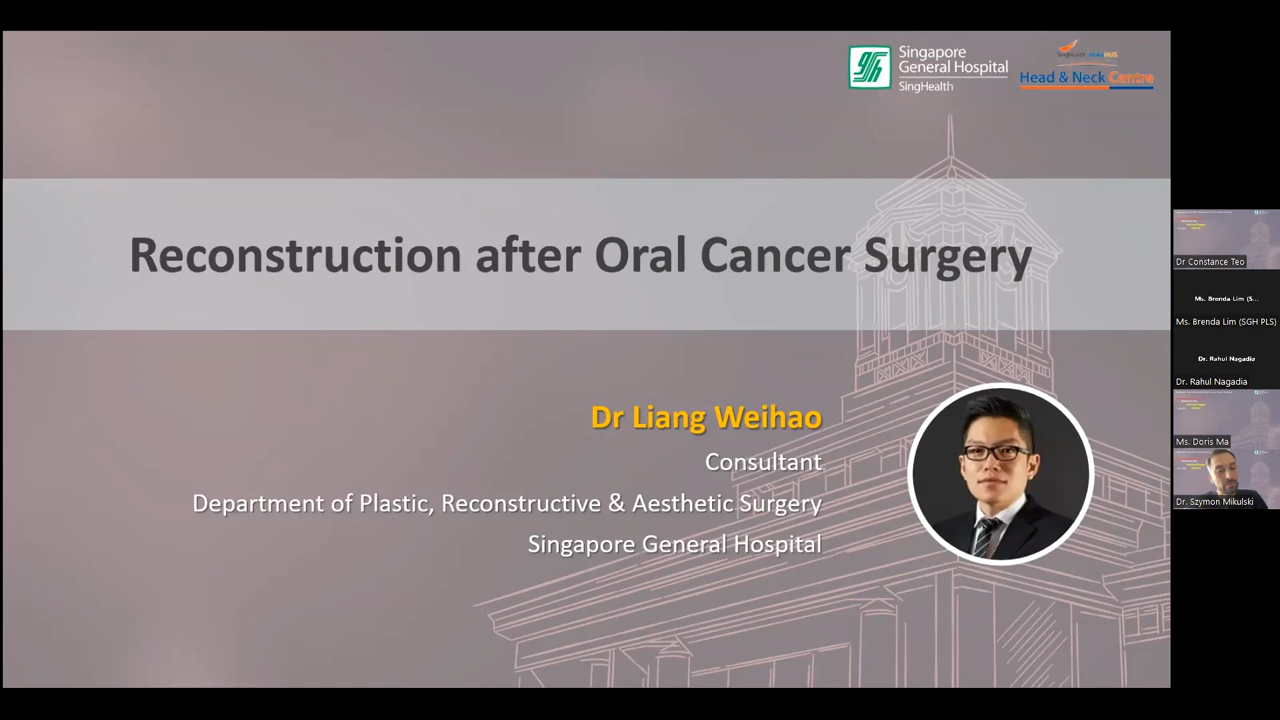 Singapore
General Hospital
SingHealth
SingHealth DukeNUS
Head & Neck Centre
Reconstruction after Oral Cancer Surgery
Dr Liang Weihao
Consultant
Department of Plastic, Reconstructive & Aesthetic Surgery
Singapore General Hospital
Dr Constance Teo
Ms. Brenda Lim (S...
Ms. Brenda Lim (SGH PLS)
Dr. Rahul Nagadia
Dr. Rahul Nagadia
Ms. Doris Ma
Dr. Szymon Mikulski